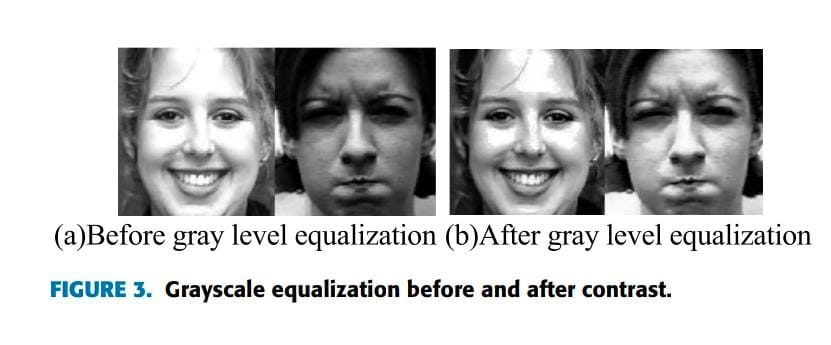 (a)Before gray level equalization (b)After gray level equalization
FIGURE 3. Grayscale equalization before and after contrast.